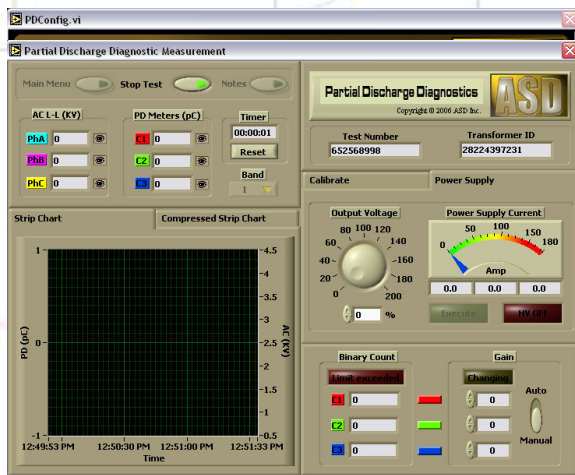 PDConfig.vi
Partial Discharge Diagnostic Measurement
Main Menu Stop Test Notes
AC L-L (KV) PD Meters (pC) Timer
PhA 0 C1 0 00:00:01
PhB 0 C2 0 Reset
PhC 0 C3 0 Band
1
Strip Chart Compressed Strip Chart
1 0 -1
PD (pC)
4.5 4 3.5 3 2.5 2 1.5 1 0.5
AC (KV)
12:49:53 PM 12:50:30 PM 12:51:00 PM 12:51:33 PM
Time
Partial Discharge Diagnostics ASD
Copyright © 2006 ASD Inc.
Test Number Transformer ID
652568998 28224397231
Calibrate Power Supply
Output Voltage Power Supply Current
0 20 40 60 80 100 120 140 160 180 200
0 50 100 150 180
Amp
0.0 0.0 0.0
0 % Execute HV OFF
Binary Count Gain
Limit exceeded Changing
C1 0 0 Auto
C2 0 0
C3 0 0 Manual